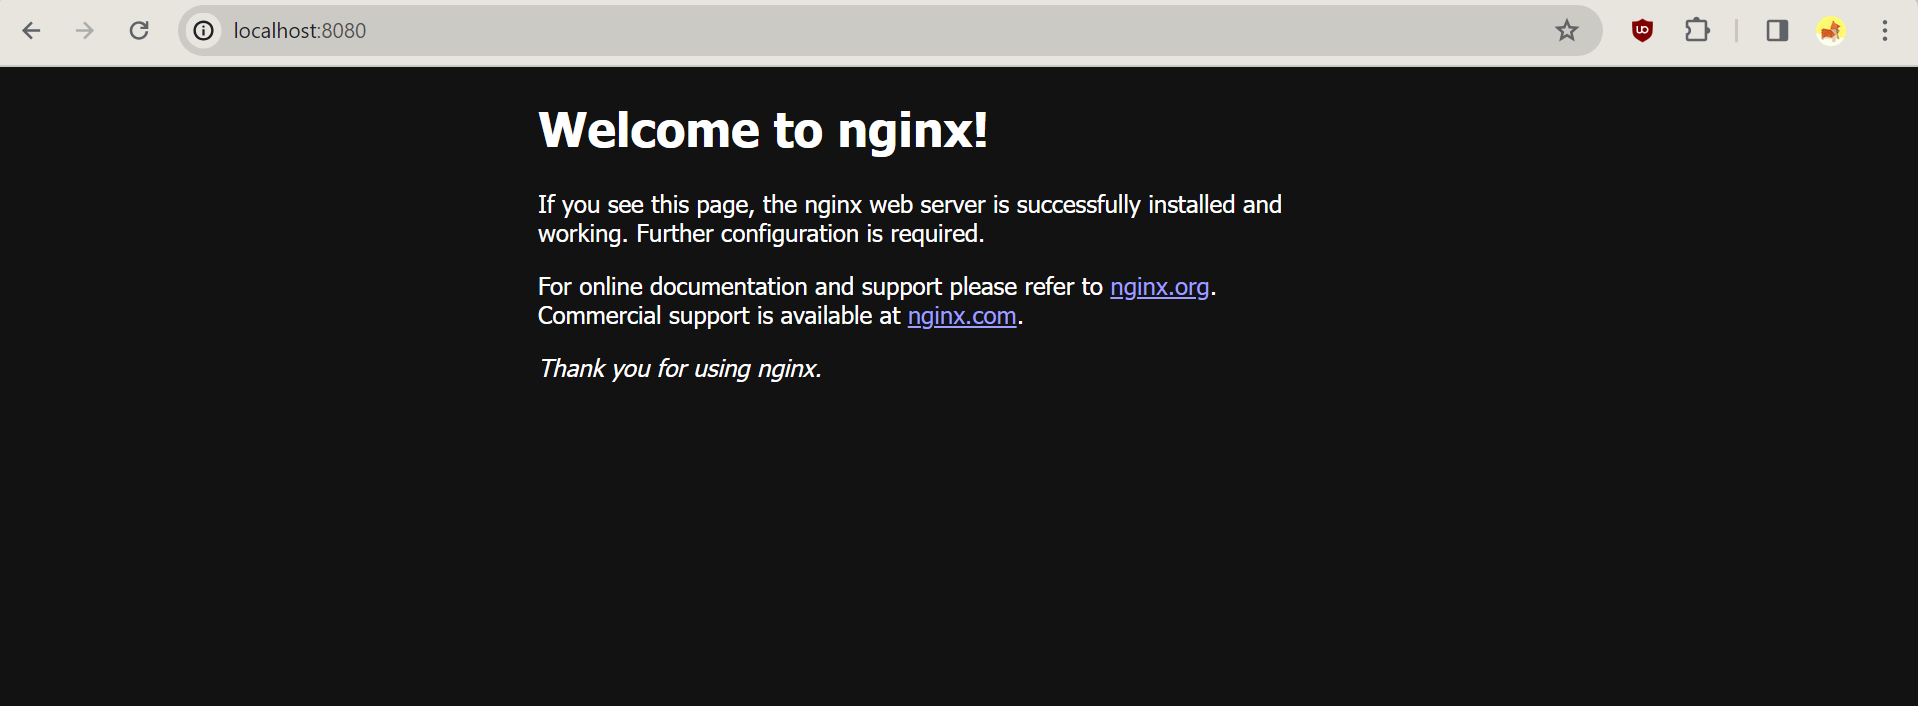 localhost:8080
Welcome to nginx!
If you see this page, the nginx web server is successfully installed and
working. Further configuration is required.
For online documentation and support please refer to nginx.org.
Commercial support is available at nginx.com.
Thank you for using nginx.